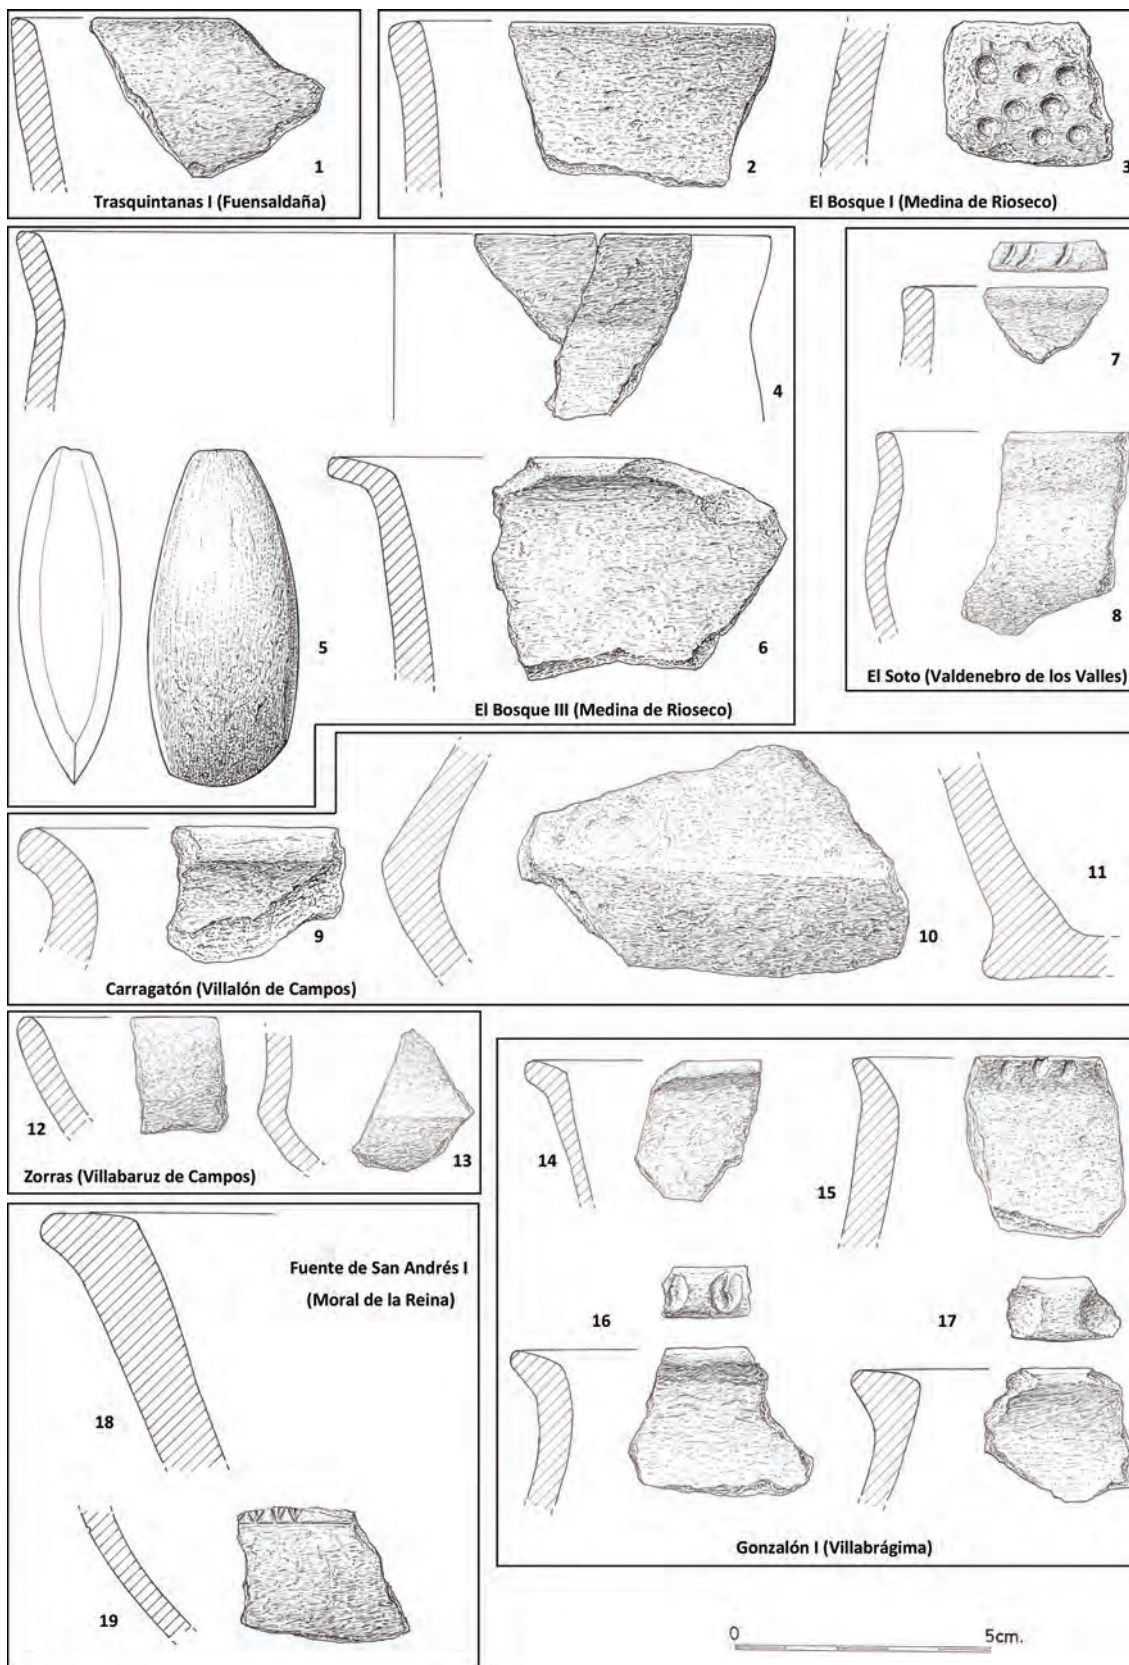 1
Trasquintanas I (Fuensaldaña)
2
3
El Bosque I (Medina de Rioseco)
4
5
6
El Bosque III (Medina de Rioseco)
7
8
El Soto (Valdenebro de los Valles)
9
10
11
Carragatón (Villalón de Campos)
12
13
Zorras (Villabaruz de Campos)
14
15
16
17
Gonzalón I (Villabrágima)
Fuente de San Andrés I
(Moral de la Reina)
18
19
0 5cm.